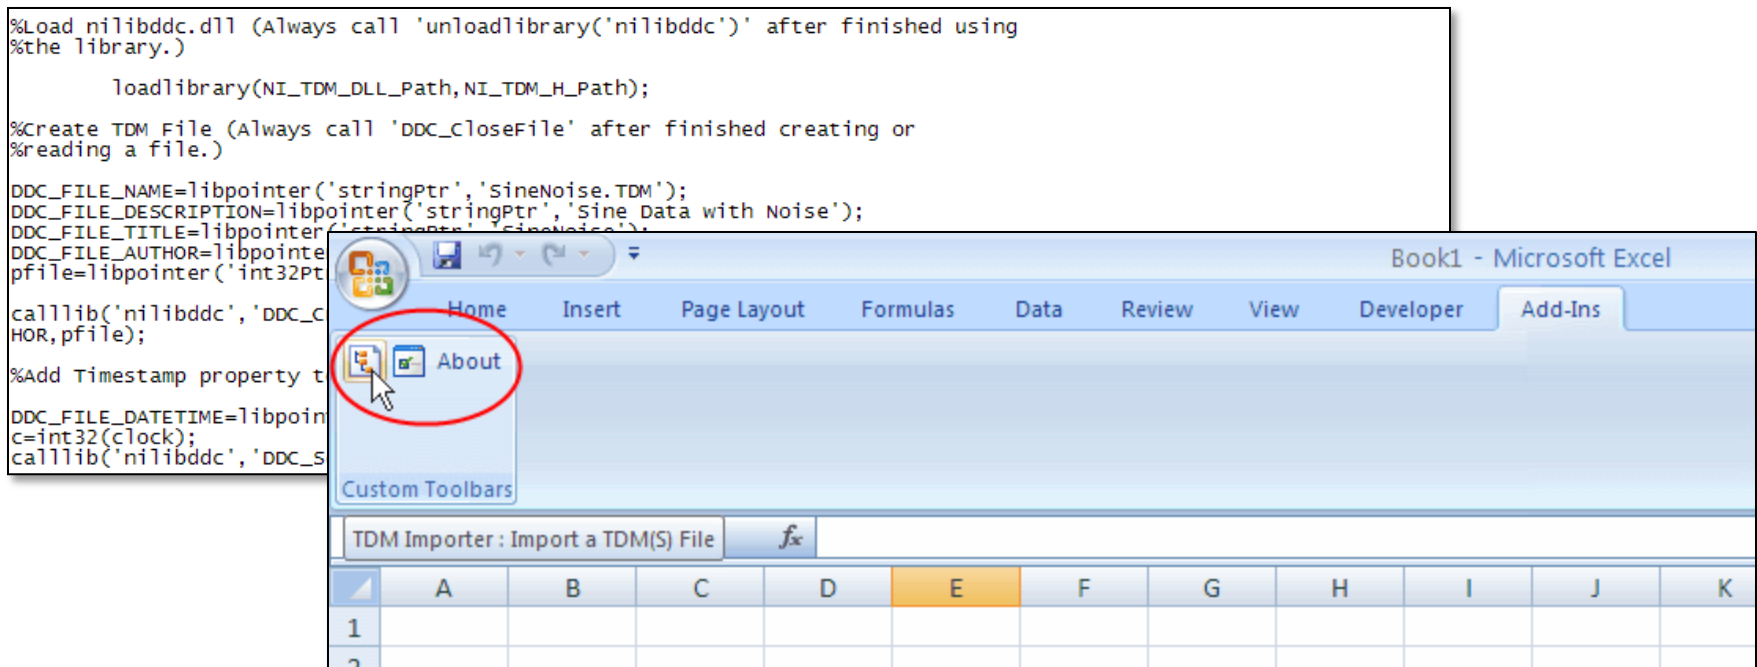 %Load nilibddc.dll (Always call 'unloadlibrary('nilibddc')' after finished using
%the library.)
loadlibrary(NI_TDM_DLL_Path,NI_TDM_H_Path);
%Create TDM File (Always call 'DDC_CloseFile' after finished creating or
%reading a file.)
DDC_FILE_NAME=libpointer('stringPtr','SineNoise.TDM');
DDC_FILE_DESCRIPTION=libpointer('stringPtr','Sine Data with Noise');
DDC_FILE_TITLE=libpointer('stringPtr','SineNoise');
DDC_FILE_AUTHOR=libpointe
pfile=libpointer('int32Pt
calllib('nilibddc','DDC_C
HOR,pfile);
%Add Timestamp property t
DDC_FILE_DATETIME=libpoin
c=int32(clock);
calllib('nilibddc','DDC_S
Book1 - Microsoft Excel
Home Insert Page Layout Formulas Data Review View Developer Add-Ins
About
Custom Toolbars
TDM Importer : Import a TDM(S) File fx
A B C D E F G H I J K
1
2